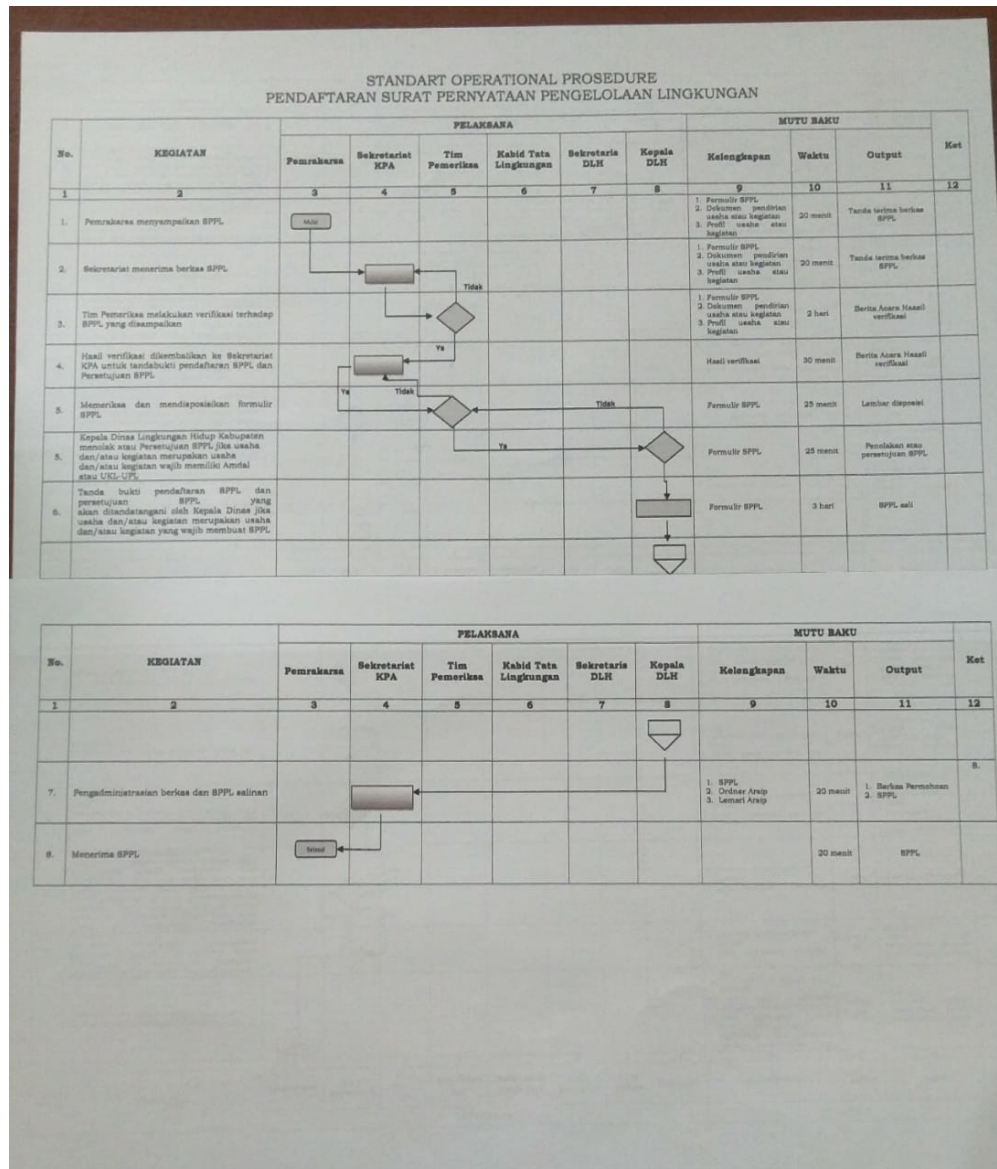 STANDART OPERATIONAL PROSEDURE
PENDAFTARAN SURAT PERNYATAAN PENGELOLAAN LINGKUNGAN
No. KEGIATAN PELAKSANA MUTU BAKU Ket
Pemrakarsa Sekretariat KPA Tim Pemeriksa Kabid Tata Lingkungan Sekretaris DLH Kepala DLH Kelengkapan Waktu Output
1 2 3 4 5 6 7 8 9 10 11 12
1. Pemrakarsa menyampaikan SPPL
Mulai
1. Formulir SPPL
2. Dokumen pendirian usaha atau kegiatan
3. Profil usaha atau kegiatan
20 menit
Tanda terima berkas SPPL
2. Sekretariat menerima berkas SPPL
1. Formulir SPPL
2. Dokumen pendirian usaha atau kegiatan
3. Profil usaha atau kegiatan
20 menit
Tanda terima berkas SPPL
Tidak
3. Tim Pemeriksa melakukan verifikasi terhadap
SPPL yang disampaikan
1. Formulir SPPL
2. Dokumen pendirian usaha atau kegiatan
3. Profil usaha atau kegiatan
2 hari
Berita Acara Hasail verifikasi
Ya
4. Hasil verifikasi dikembalikan ke Sekretariat
KPA untuk tandabukti pendaftaran SPPL dan
Persetujuan SPPL
Hasil verifikasi
30 menit
Berita Acara Hasail verifikasi
Ya Tidak Tidak
5. Memeriksa dan mendisposisikan formulir
SPPL
Formulir SPPL
25 menit
Lembar disposisi
Ya
5. Kepala Dinas Lingkungan Hidup Kabupaten
menolak atau Persetujuan SPPL jika usaha
dan/atau kegiatan merupakan usaha
dan/atau kegiatan wajib memiliki Amdal
atau UKL-UPL
Formulir SPPL
25 menit
Penolakan atau persetujuan SPPL
6. Tanda bukti pendaftaran SPPL dan
persetujuan SPPL yang
akan ditandatangani oleh Kepala Dinas jika
usaha dan/atau kegiatan merupakan usaha
dan/atau kegiatan yang wajib membuat SPPL
Formulir SPPL
3 hari
SPPL asli
No. KEGIATAN PELAKSANA MUTU BAKU Ket
Pemrakarsa Sekretariat KPA Tim Pemeriksa Kabid Tata Lingkungan Sekretaris DLH Kepala DLH Kelengkapan Waktu Output
1 2 3 4 5 6 7 8 9 10 11 12
7. Pengadministrasian berkas dan SPPL salinan
1. SPPL
2. Ordner Arsip
3. Lemari Arsip
20 menit
1. Berkas Permohoan
2. SPPL
8.
8. Menerima SPPL
Selesai
20 menit
SPPL